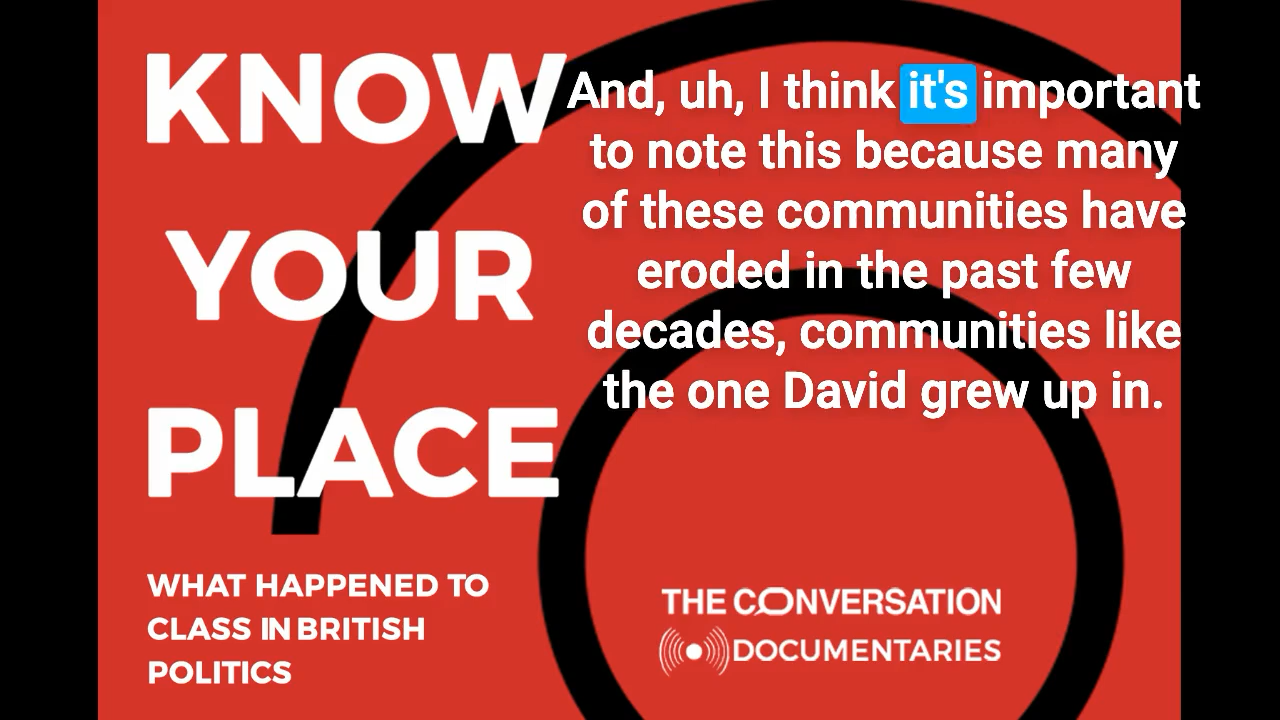 KNOW
YOUR
PLACE
And, uh, I think it's important
to note this because many
of these communities have
eroded in the past few
decades, communities like
the one David grew up in.
WHAT HAPPENED TO
CLASS IN BRITISH
POLITICS
THE CONVERSATION
DOCUMENTARIES